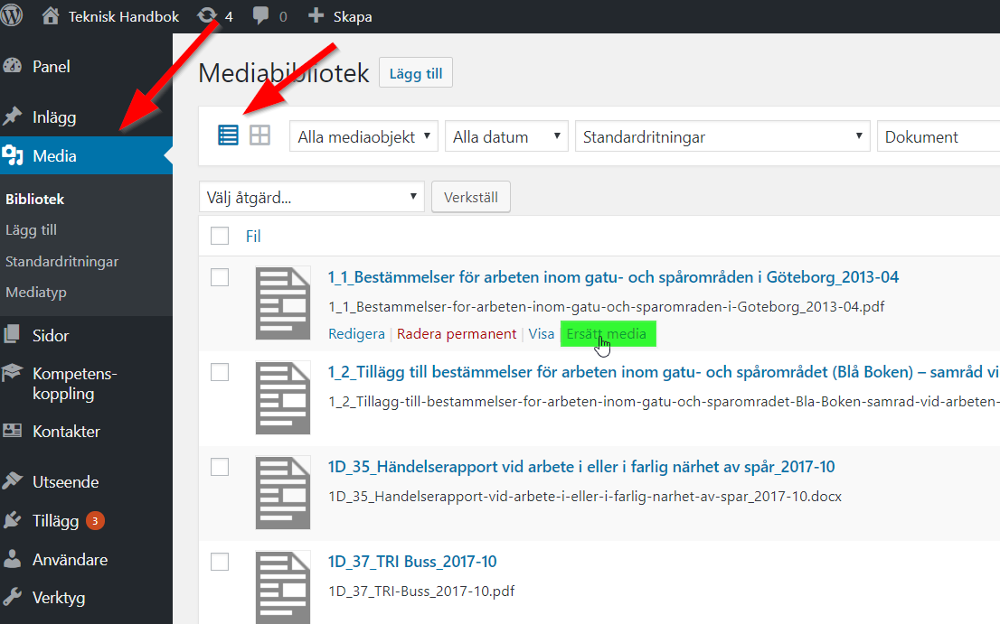 Teknisk Handbok 4 0 Skapa
Panel
Inlägg
Media
Bibliotek
Lägg till
Standardritningar
Mediatyp
Sidor
Kompetens-
koppling
Kontakter
Utseende
Tillägg 3
Användare
Verktyg
Mediabibliotek Lägg till
Alla mediaobjekt Alla datum Standardritningar Dokument
Välj åtgärd... Verkställ
Fil
1_1_Bestämmelser för arbeten inom gatu- och spårområden i Göteborg_2013-04
1_1_Bestammelser-for-arbeten-inom-gatu-och-sparomraden-i-Goteborg_2013-04.pdf
Redigera | Radera permanent | Visa Ersätt media
1_2_Tillägg till bestämmelser för arbeten inom gatu- och spårområdet (Blå Boken) – samråd vi
1_2_Tillagg-till-bestammelser-for-arbeten-inom-gatu-och-sparomradet-Bla-Boken-samrad-vid-arbeten-
1D_35_Händelserapport vid arbete i eller i farlig närhet av spår_2017-10
1D_35_Handelserapport-vid-arbete-i-eller-i-farlig-narhet-av-spar_2017-10.docx
1D_37_TRI Buss_2017-10
1D_37_TRI-Buss_2017-10.pdf